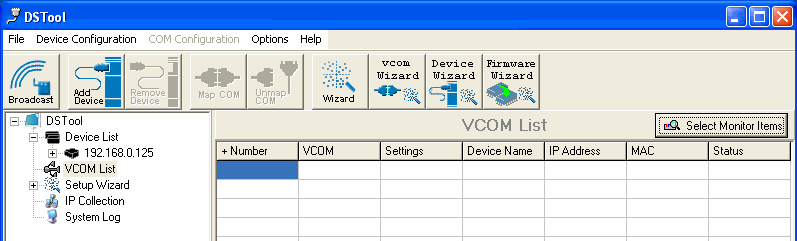 DSTool
File Device Configuration COM Configuration Options Help
Broadcast Add Device Remove Device Map COM Unmap COM Wizard vcom Wizard Device Wizard Firmware Wizard
DSTool
Device List
192.168.0.125
VCOM List
Setup Wizard
IP Collection
System Log
VCOM List Select Monitor Items
+ Number VCOM Settings Device Name IP Address MAC Status